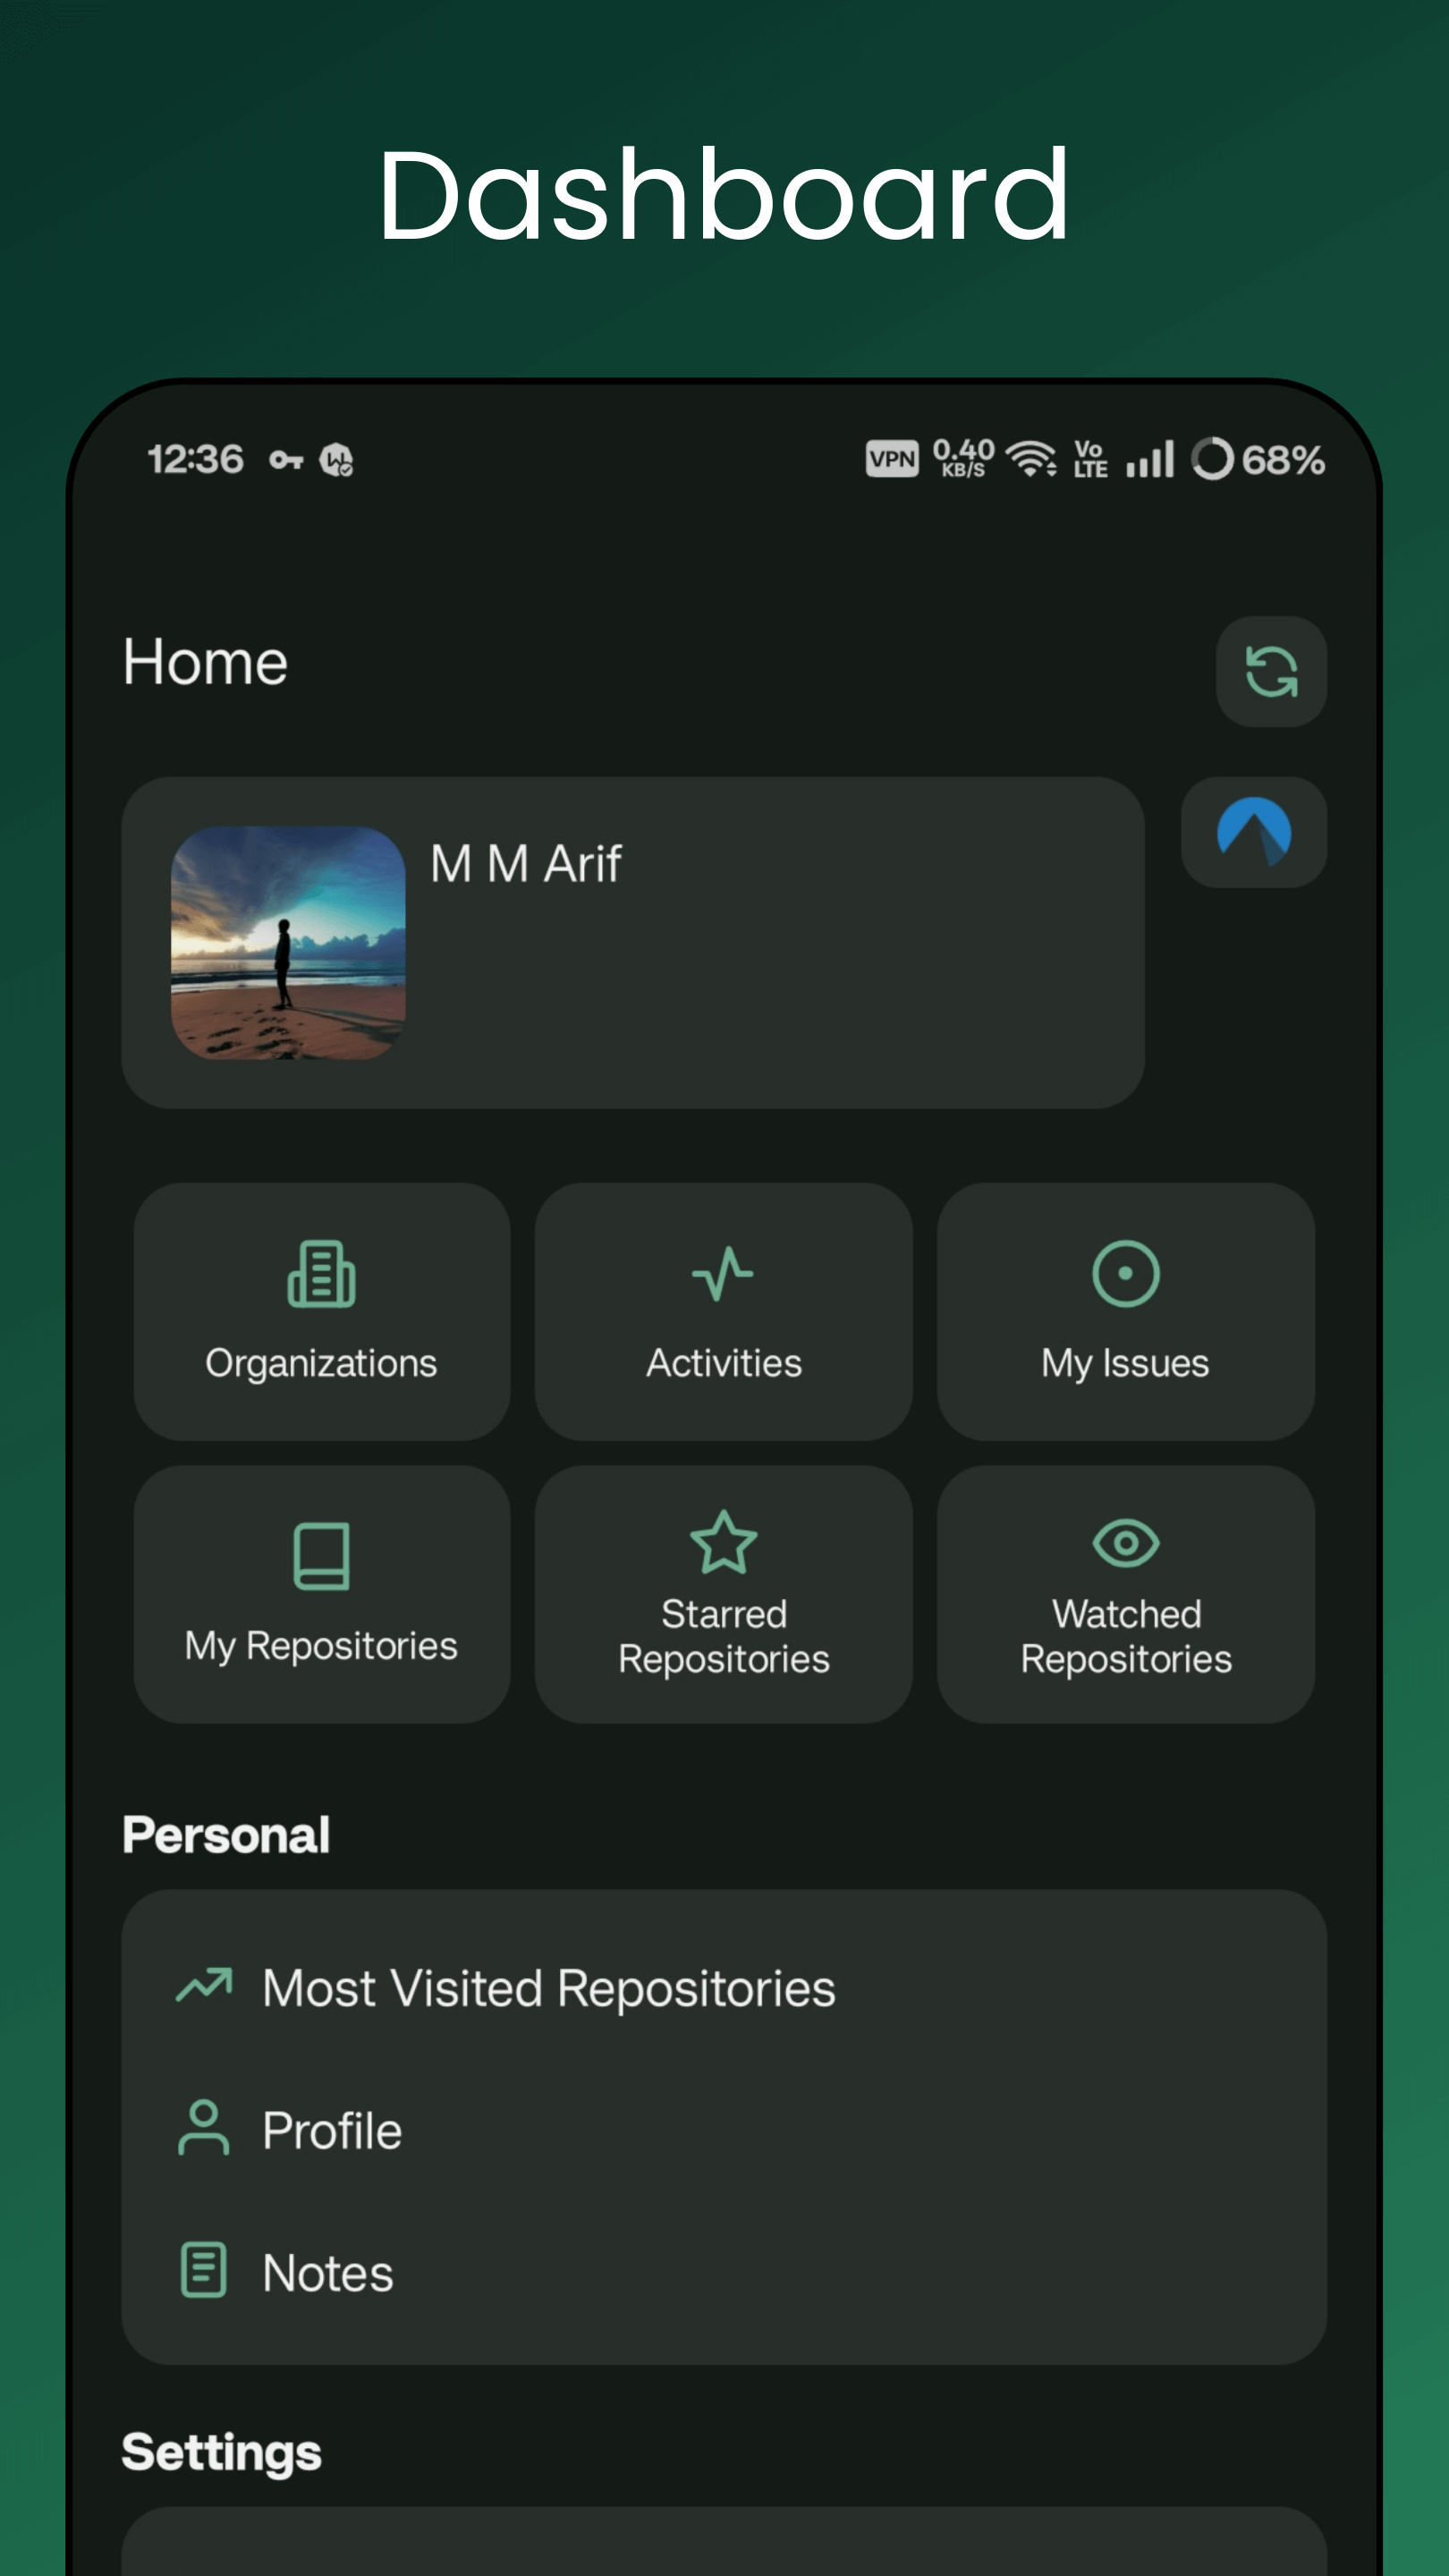 Dashboard
12:36
VPN 0.40 KB/S Vo LTE 68%
Home
M M Arif
Organizations
Activities
My Issues
My Repositories
Starred
Repositories
Watched
Repositories
Personal
Most Visited Repositories
Profile
Notes
Settings